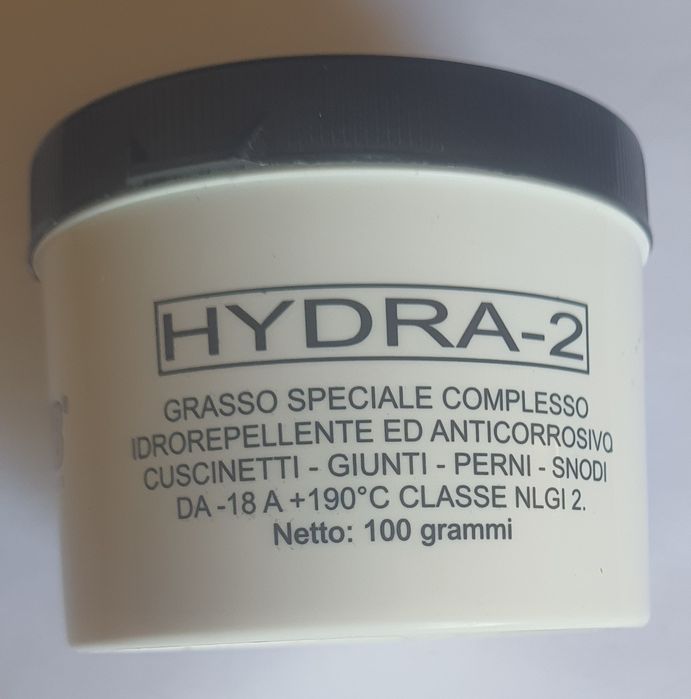 HYDRA-2
GRASSO SPECIALE COMPLESSO
IDROREPELLENTE ED ANTICORROSIVO
CUSCINETTI - GIUNTI - PERNI - SNODI
DA -18 A +190°C CLASSE NLGI 2.
Netto: 100 grammi